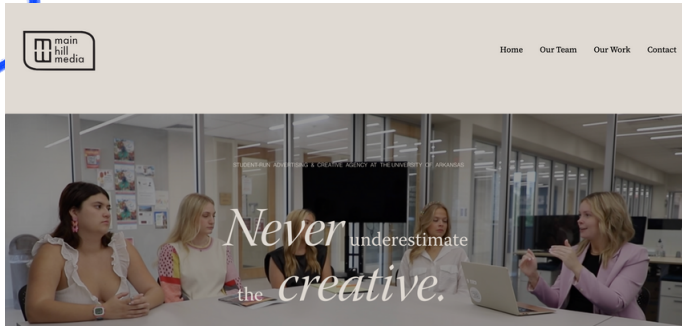 main
hill
media
Home Our Team Our Work Contact
STUDENT-RUN ADVERTISING & CREATIVE AGENCY AT THE UNIVERSITY OF ARKANSAS
Never underestimate
the creative.